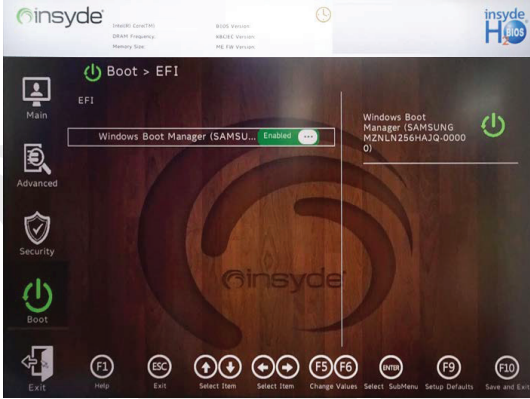 insyde
Intel(R) Core(TM)
DRAM Frequency:
Memory Size:
BIOS Version
KBC/EC Version
ME FW Version
insyde
H2O BIOS
Boot > EFI
EFI
Main
Windows Boot Manager (SAMSU... Enabled
Windows Boot
Manager (SAMSUNG
MZNLN256HAJQ-0000
0)
Advanced
Security
insyde
Boot
F1 ESC F5 F6 ENTER F9 F10
Exit Help Exit Select Item Select Item Change Values Select SubMenu Setup Defaults Save and Exit